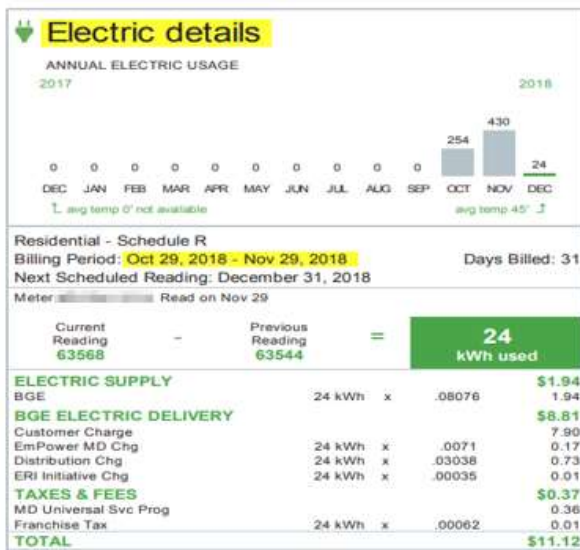 Electric details
ANNUAL ELECTRIC USAGE
2017 2018
0 0 0 0 0 0 0 0 0 0 254 430 24
DEC JAN FEB MAR APR MAY JUN JUL AUG SEP OCT NOV DEC
avg temp 0° not available avg temp 45°
Residential - Schedule R
Billing Period: Oct 29, 2018 - Nov 29, 2018 Days Billed: 31
Next Scheduled Reading: December 31, 2018
Meter Read on Nov 29
Current Reading 63568 - Previous Reading 63544 = 24 kWh used
ELECTRIC SUPPLY $1.94
BGE 24 kWh x .08076 1.94
BGE ELECTRIC DELIVERY $8.81
Customer Charge 7.90
EmPower MD Chg 24 kWh x .0071 0.17
Distribution Chg 24 kWh x .03038 0.73
ERI Initiative Chg 24 kWh x .00035 0.01
TAXES & FEES $0.37
MD Universal Svc Prog 0.36
Franchise Tax 24 kWh x .00062 0.01
TOTAL $11.12